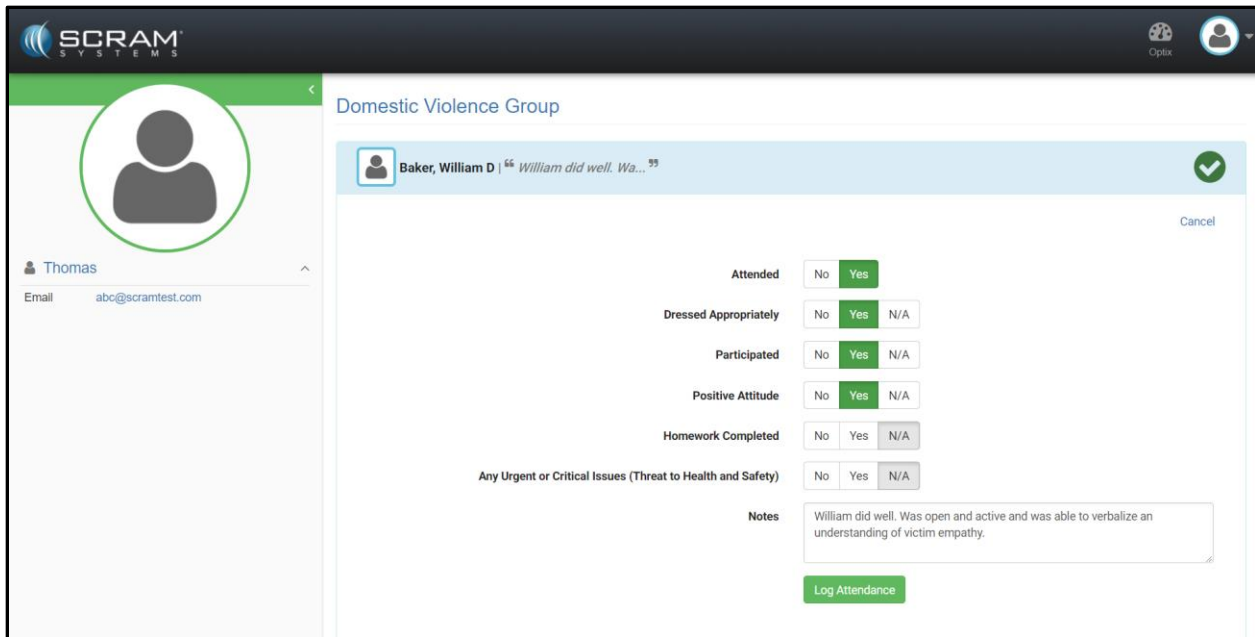 SCRAM
SYSTEMS
Optix
Thomas
Email abc@scramtest.com
Domestic Violence Group
Baker, William D | “ William did well. Wa... ”
Cancel
Attended No Yes
Dressed Appropriately No Yes N/A
Participated No Yes N/A
Positive Attitude No Yes N/A
Homework Completed No Yes N/A
Any Urgent or Critical Issues (Threat to Health and Safety) No Yes N/A
Notes William did well. Was open and active and was able to verbalize an
understanding of victim empathy.
Log Attendance